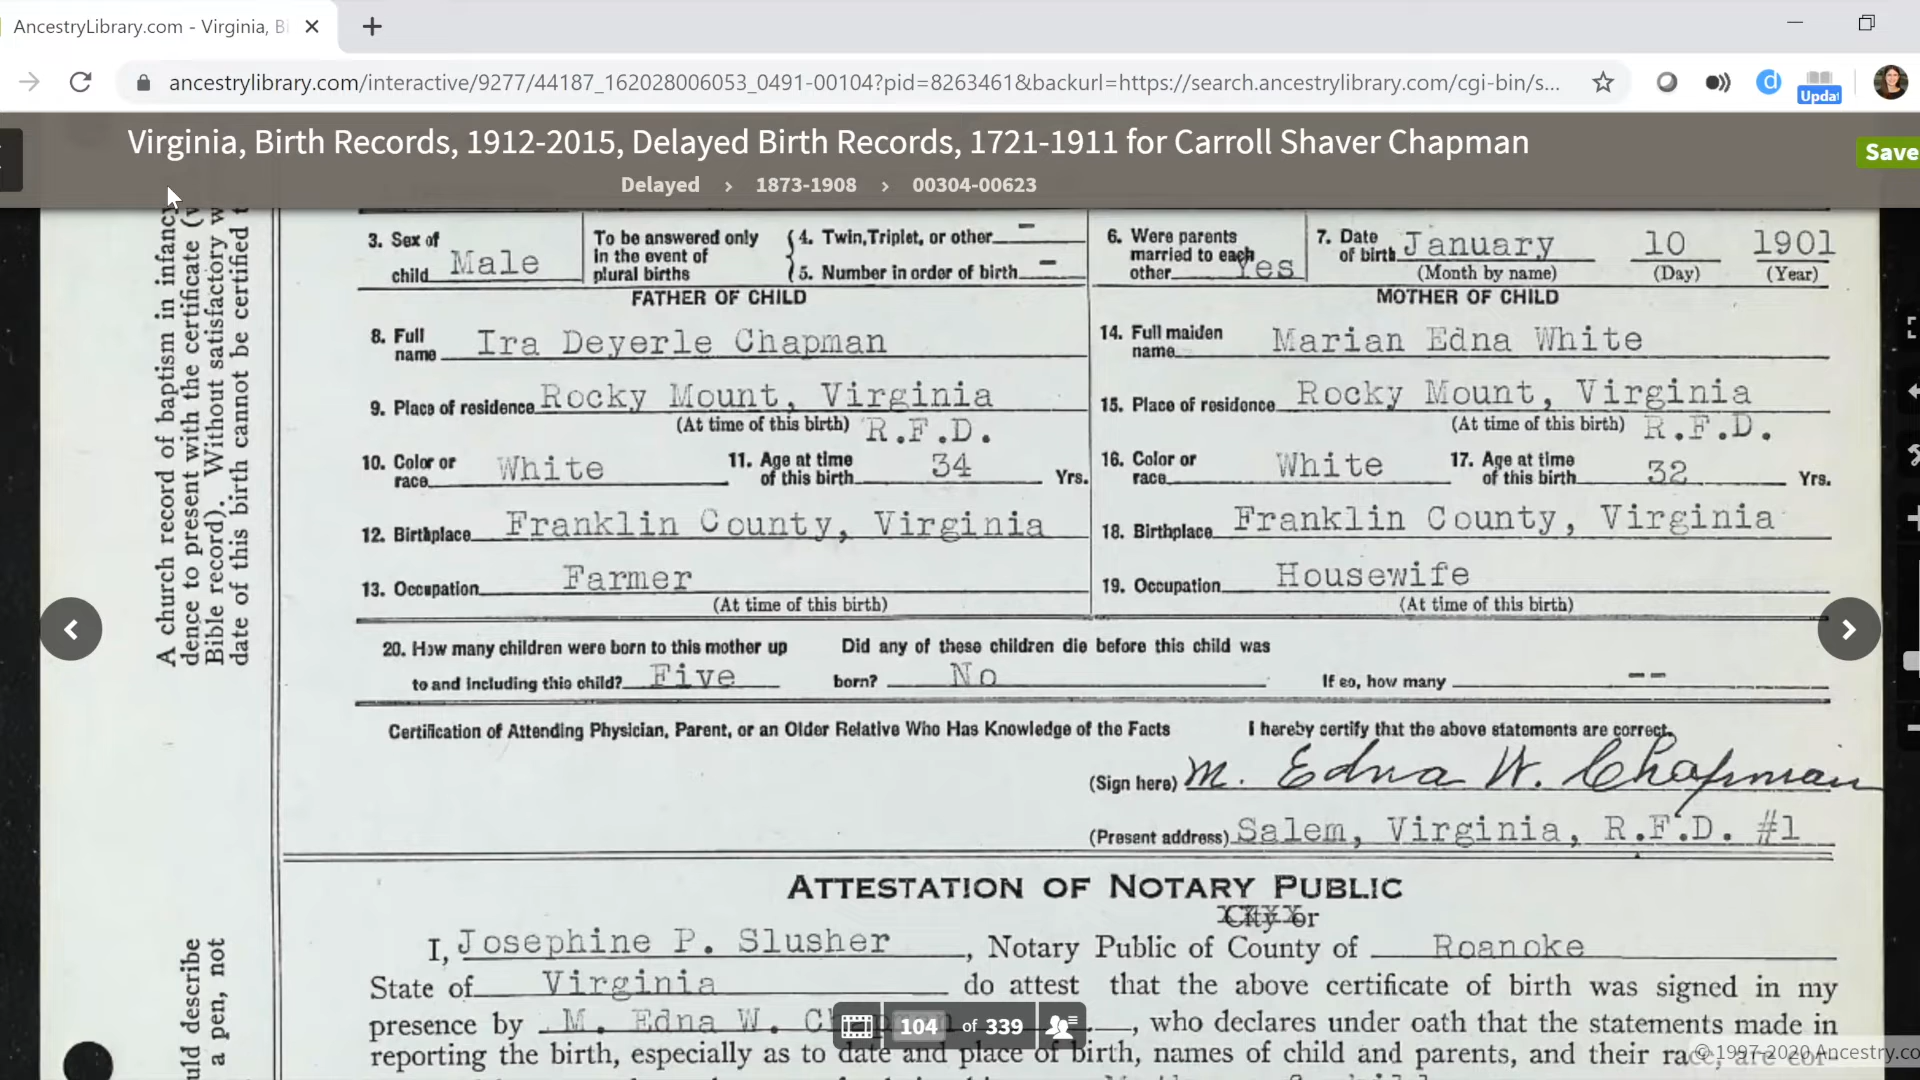 AncestryLibrary.com - Virginia, Bi
ancestrylibrary.com/interactive/9277/44187_162028006053_0491-00104?pid=8263461&backurl=https://search.ancestrylibrary.com/cgi-bin/s...
d
Updat
Virginia, Birth Records, 1912-2015, Delayed Birth Records, 1721-1911 for Carroll Shaver Chapman
Save
Delayed > 1873-1908 > 00304-00623
A church record of baptism in infancy
dence to present with the certificate (v
Bible record). Without satisfactory w
date of this birth cannot be certified t
uld describe
a pen, not
3. Sex of child Male
To be answered only in the event of plural births
4. Twin, Triplet, or other -
5. Number in order of birth -
6. Were parents married to each other Yes
7. Date of birth January 10 1901
(Month by name) (Day) (Year)
FATHER OF CHILD
MOTHER OF CHILD
8. Full name Ira Deyerle Chapman
14. Full maiden name Marian Edna White
9. Place of residence Rocky Mount, Virginia
(At time of this birth) R.F.D.
15. Place of residence Rocky Mount, Virginia
(At time of this birth) R.F.D.
10. Color or race White
11. Age at time of this birth 34 Yrs.
16. Color or race White
17. Age at time of this birth 32 Yrs.
12. Birthplace Franklin County, Virginia
18. Birthplace Franklin County, Virginia
13. Occupation Farmer
(At time of this birth)
19. Occupation Housewife
(At time of this birth)
20. How many children were born to this mother up to and including this child? Five
Did any of these children die before this child was born? No
If so, how many --
Certification of Attending Physician, Parent, or an Older Relative Who Has Knowledge of the Facts
I hereby certify that the above statements are correct.
(Sign here) M. Edna W. Chapman
(Present address) Salem, Virginia, R.F.D. #1
ATTESTATION OF NOTARY PUBLIC
City or
I, Josephine P. Slusher, Notary Public of County of Roanoke
State of Virginia do attest that the above certificate of birth was signed in my
presence by M. Edna W. Ch , who declares under oath that the statements made in
104 of 339
reporting the birth, especially as to date and place of birth, names of child and parents, and their race, are cor-
© 1997-2020 Ancestry.co